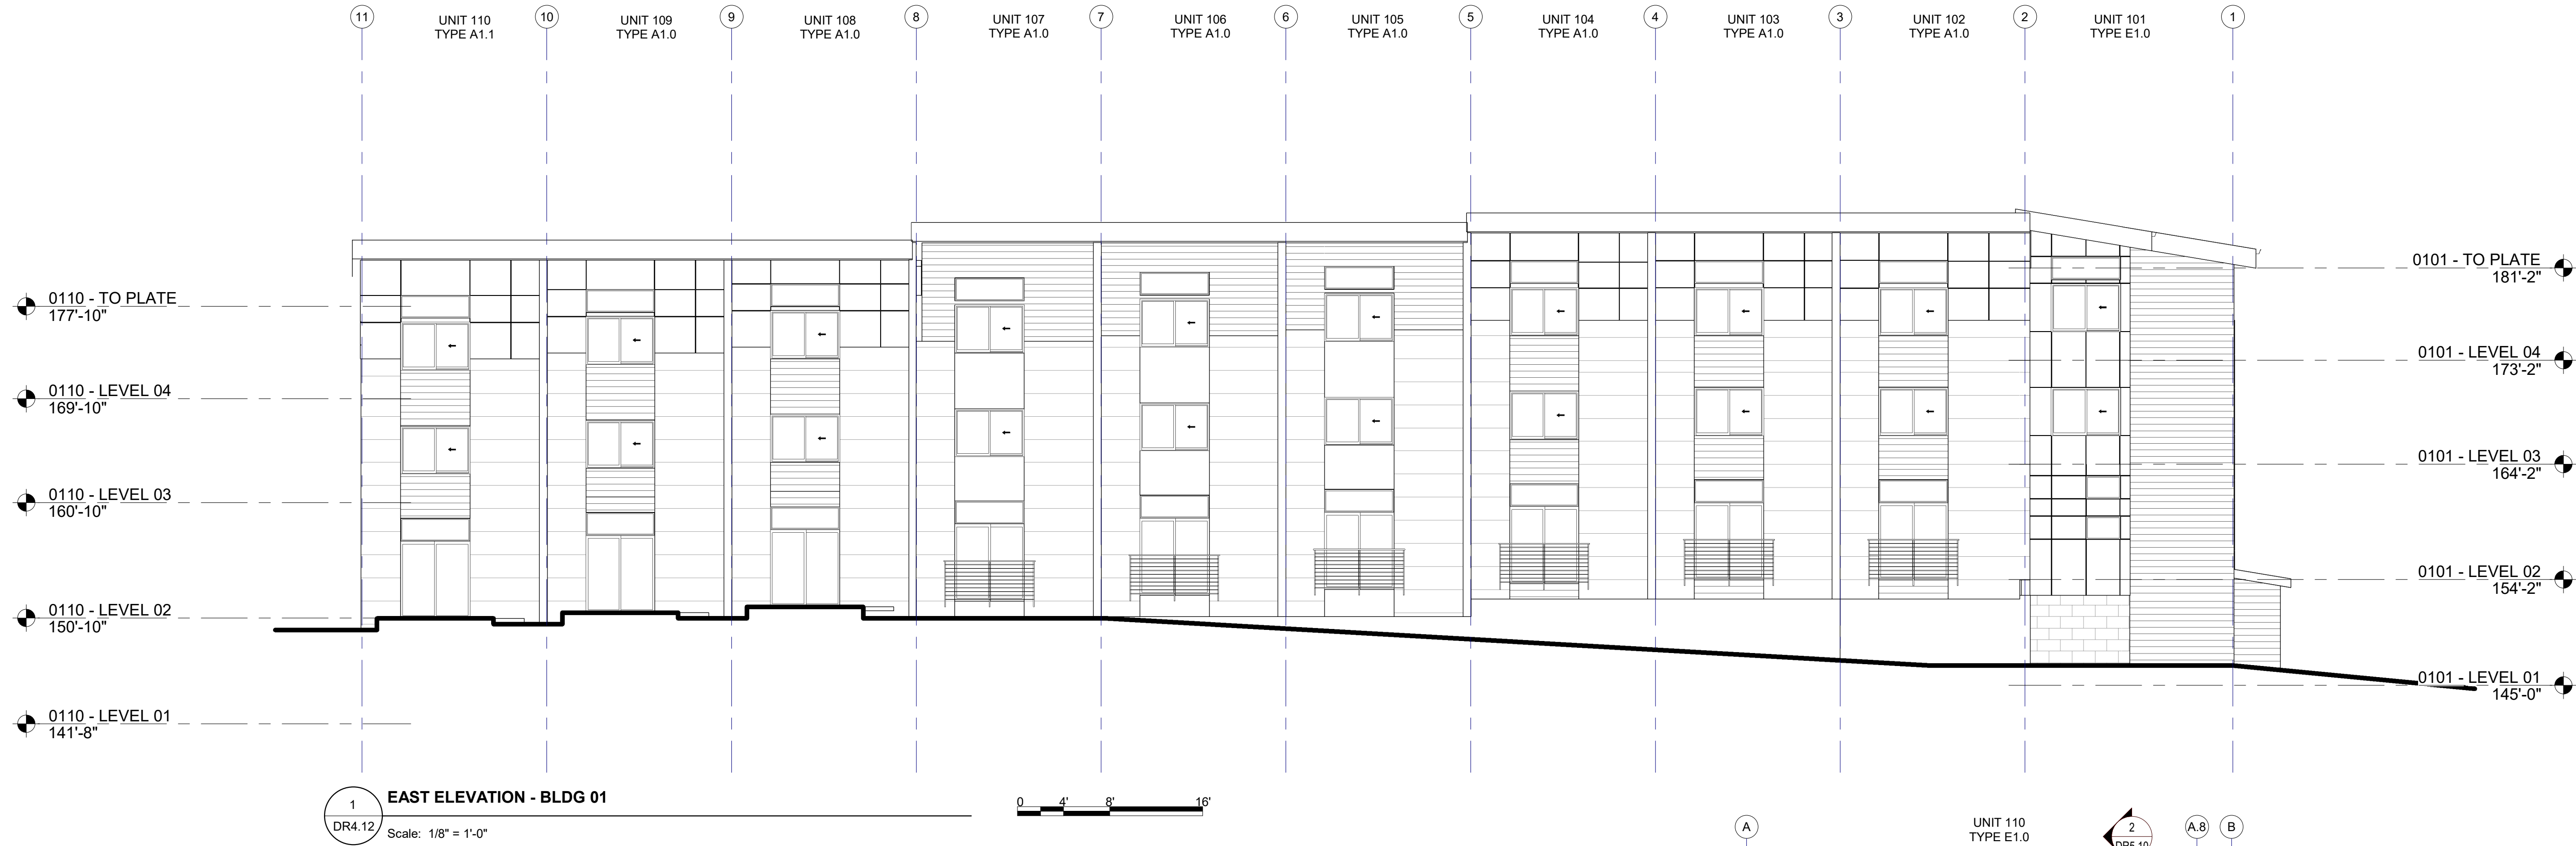 11
UNIT 110
TYPE A1.1
10
UNIT 109
TYPE A1.0
9
UNIT 108
TYPE A1.0
8
UNIT 107
TYPE A1.0
7
UNIT 106
TYPE A1.0
6
UNIT 105
TYPE A1.0
5
UNIT 104
TYPE A1.0
4
UNIT 103
TYPE A1.0
3
UNIT 102
TYPE A1.0
2
UNIT 101
TYPE E1.0
1
0110 - TO PLATE
177'-10"
0110 - LEVEL 04
169'-10"
0110 - LEVEL 03
160'-10"
0110 - LEVEL 02
150'-10"
0110 - LEVEL 01
141'-8"
0101 - TO PLATE
181'-2"
0101 - LEVEL 04
173'-2"
0101 - LEVEL 03
164'-2"
0101 - LEVEL 02
154'-2"
0101 - LEVEL 01
145'-0"
1
DR4.12
EAST ELEVATION - BLDG 01
Scale: 1/8" = 1'-0"
0 4' 8' 16'
A
UNIT 110
TYPE E1.0
2
DR5.10
A.8
B